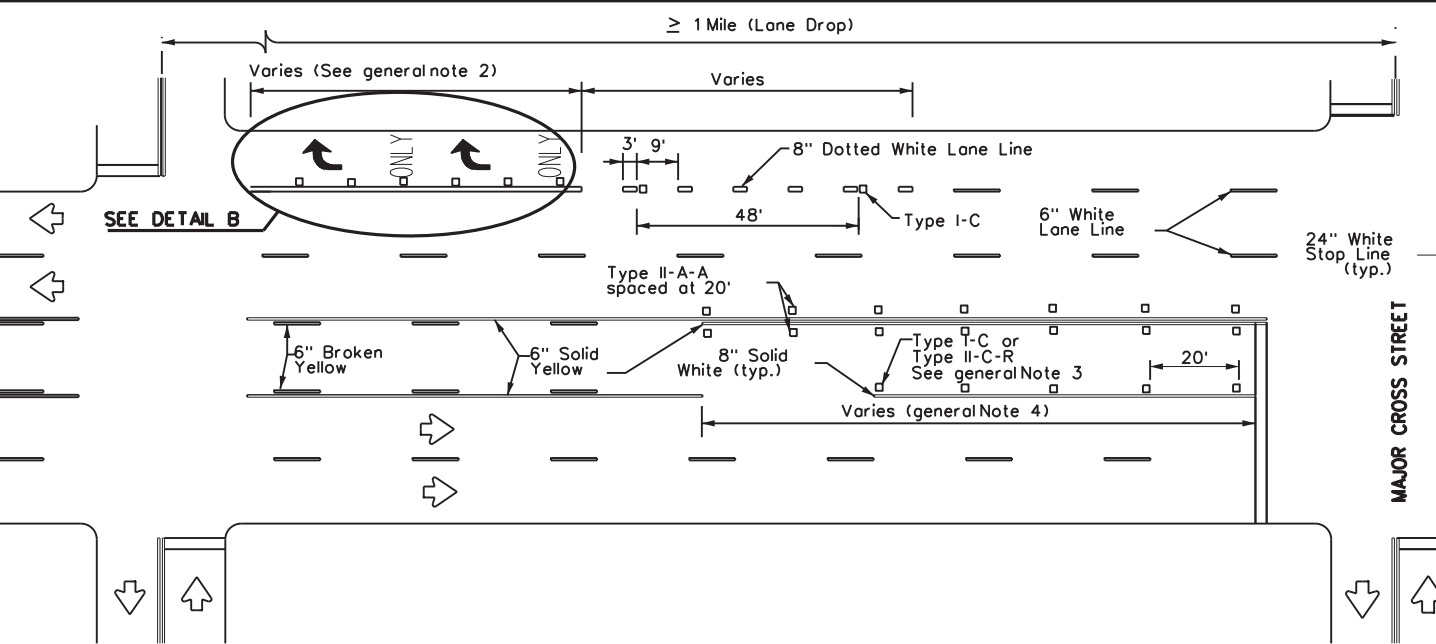 ≥ 1 Mile (Lane Drop)
Varies (See general note 2)
Varies
ONLY
ONLY
3'
9'
8" Dotted White Lane Line
SEE DETAIL B
48'
Type I-C
6" White
Lane Line
24" White
Stop Line
(typ.)
Type II-A-A
spaced at 20'
6" Broken
Yellow
6" Solid
Yellow
8" Solid
White (typ.)
Type I-C or
Type II-C-R
See general Note 3
20'
Varies (general Note 4)
MAJOR CROSS STREET